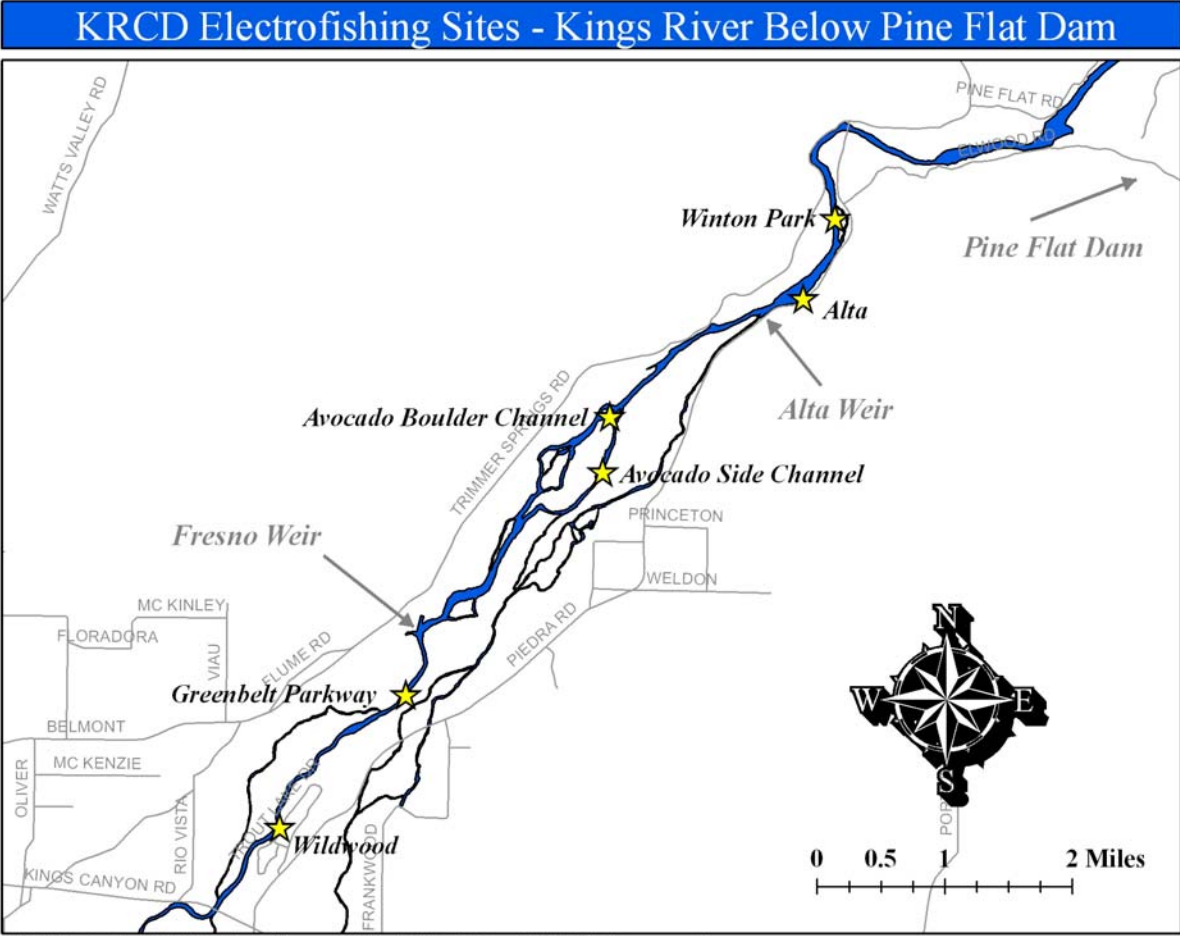 KRCD Electrofishing Sites - Kings River Below Pine Flat Dam
WATTS VALLEY RD
PINE FLAT RD
ELWOOD RD
Winton Park
Pine Flat Dam
Alta
TRIMMER SPRINGS RD
Alta Weir
Avocado Boulder Channel
Avocado Side Channel
PRINCETON
Fresno Weir
WELDON
MC KINLEY
FLORADORA
VIAU
FLUME RD
PIEDRA RD
N
W
E
S
Greenbelt Parkway
BELMONT
MC KENZIE
OLIVER
RIO VISTA
TROUT LAKE DR
Wildwood
KINGS CANYON RD
FRANKWOOD
POR
0 0.5 1 2 Miles